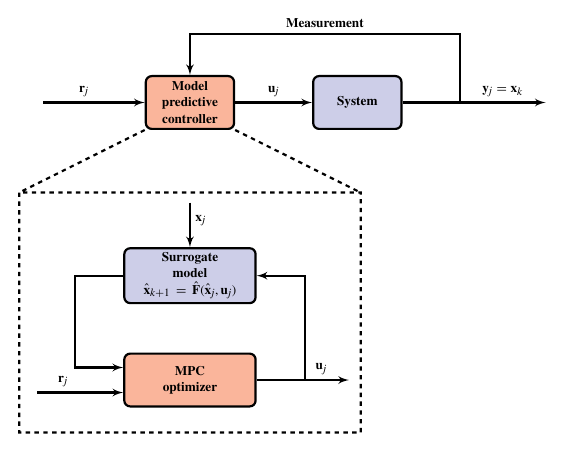 Measurement
r_j
Model
predictive
controller
u_j
System
y_j = x_k
x_j
Surrogate
model
x̂_{k+1} = F̂(x̂_j, u_j)
r_j
MPC
optimizer
u_j